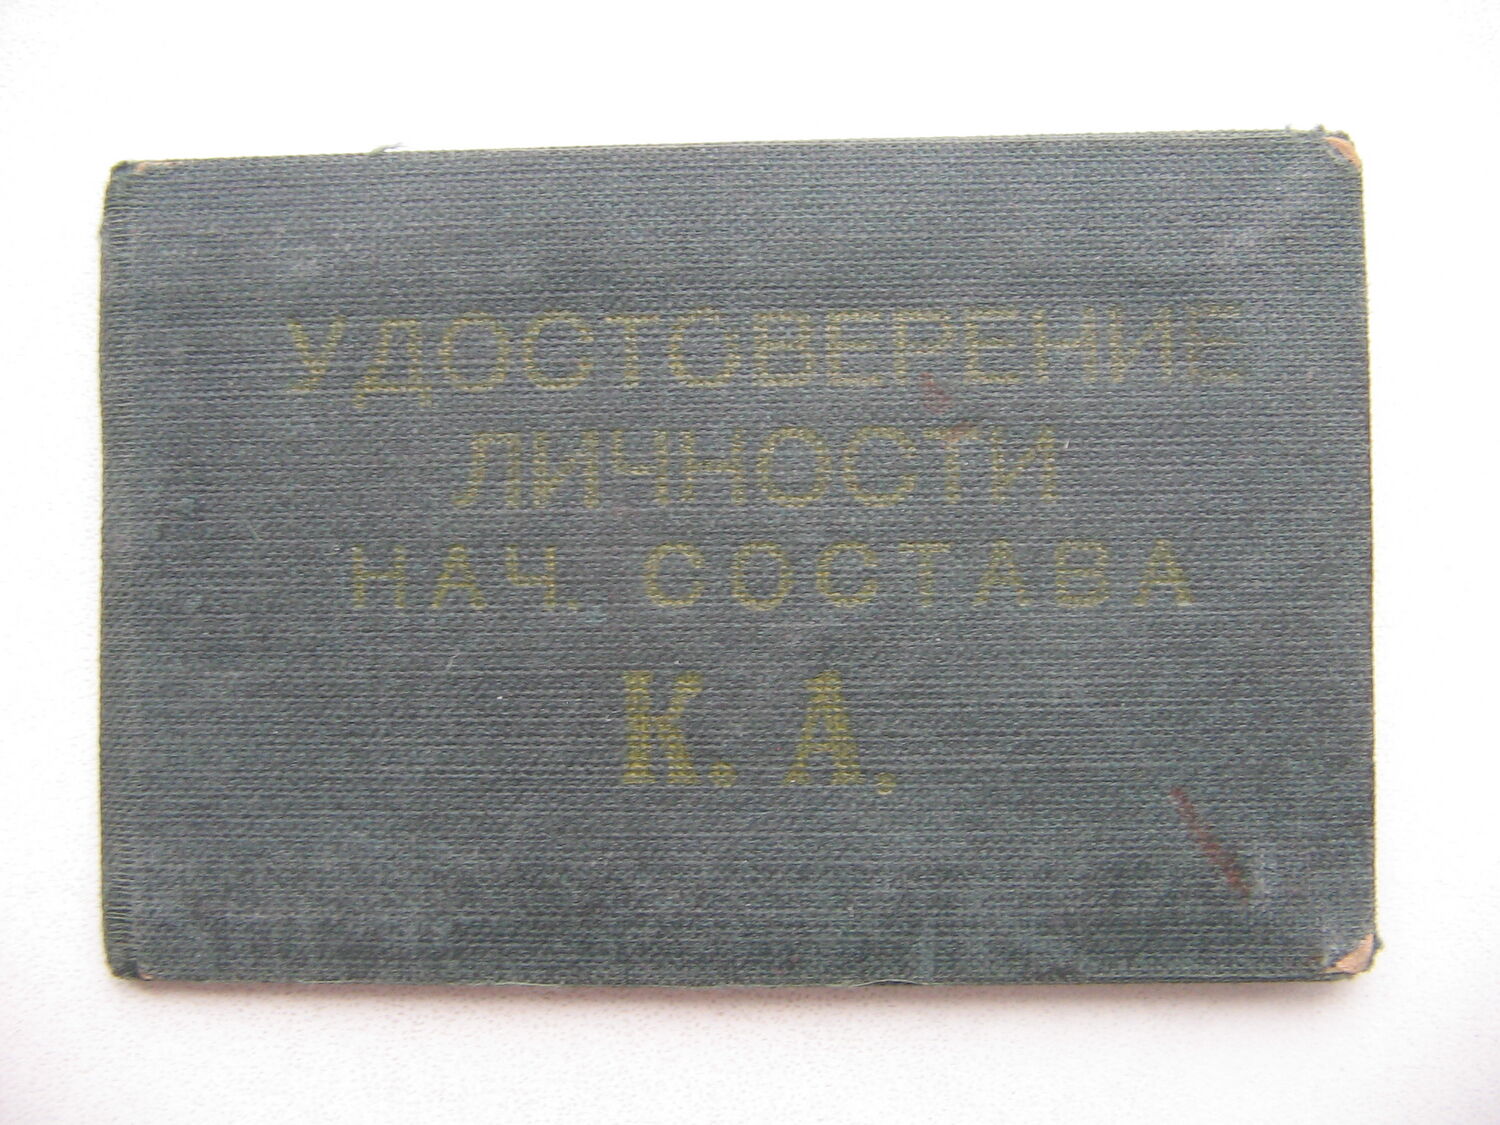 УДОСТОВЕРЕНИЕ
ЛИЧНОСТИ
НАЧ. СОСТАВА
К. А.